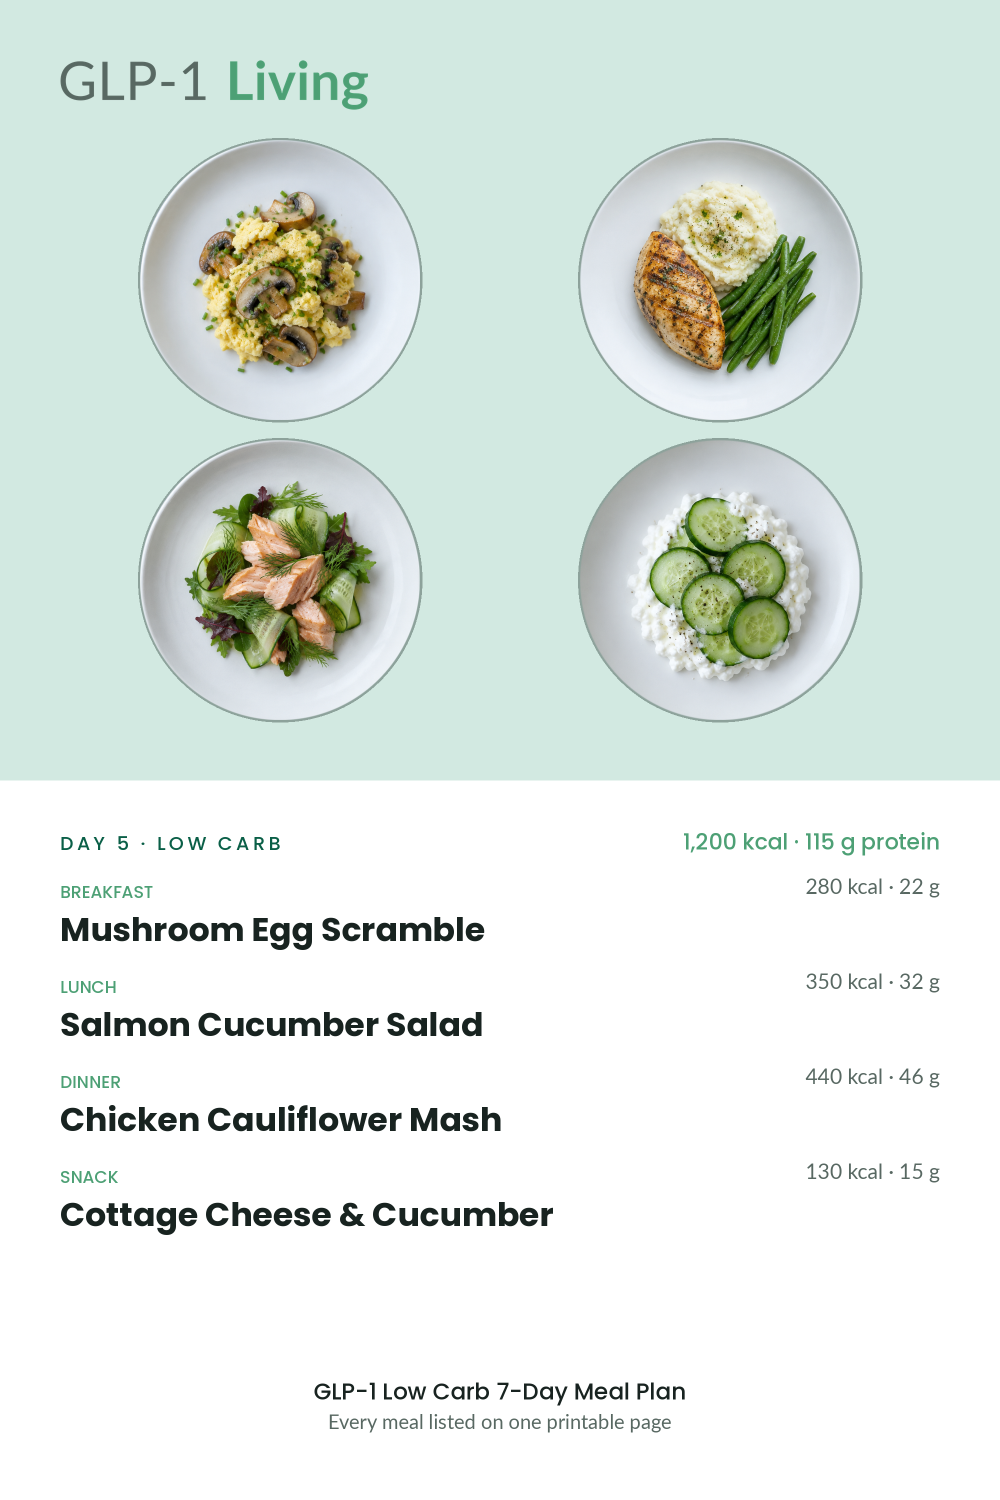 GLP-1 Living
DAY 5 · LOW CARB
1,200 kcal · 115 g protein
BREAKFAST
280 kcal · 22 g
Mushroom Egg Scramble
LUNCH
350 kcal · 32 g
Salmon Cucumber Salad
DINNER
440 kcal · 46 g
Chicken Cauliflower Mash
SNACK
130 kcal · 15 g
Cottage Cheese & Cucumber
GLP-1 Low Carb 7-Day Meal Plan
Every meal listed on one printable page